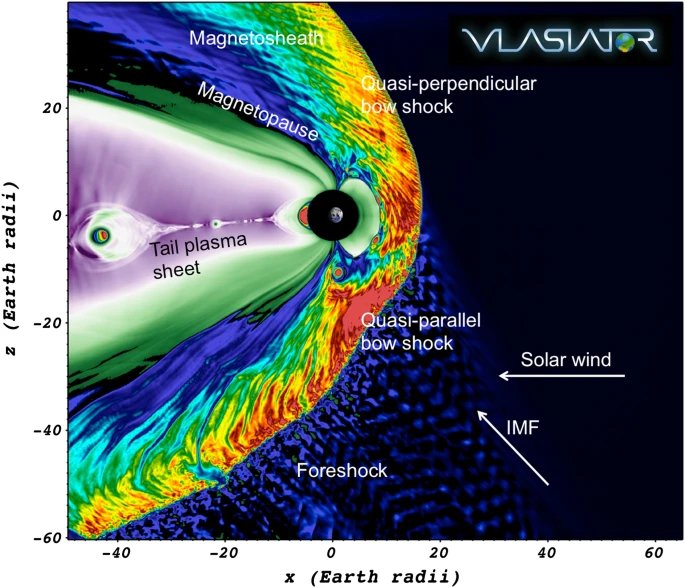 VLASIATOR
Magnetosheath
Quasi-perpendicular
bow shock
Magnetopause
20
0
-20
-40
-60
z (Earth radii)
Tail plasma
sheet
Quasi-parallel
bow shock
Solar wind
IMF
Foreshock
-40
-20
0
20
40
60
x (Earth radii)